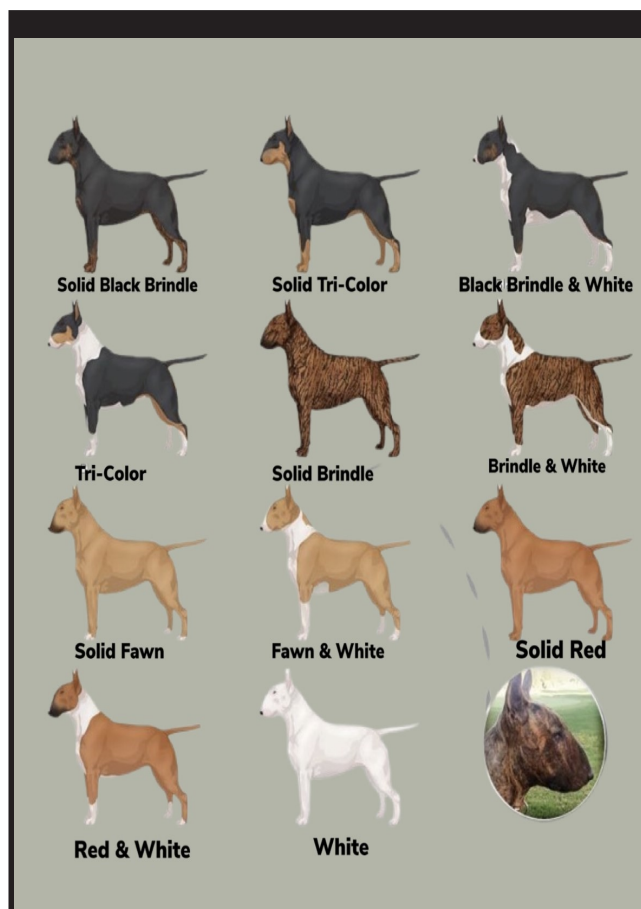 Solid Black Brindle
Solid Tri-Color
Black Brindle & White
Tri-Color
Solid Brindle
Brindle & White
Solid Fawn
Fawn & White
Solid Red
Red & White
White